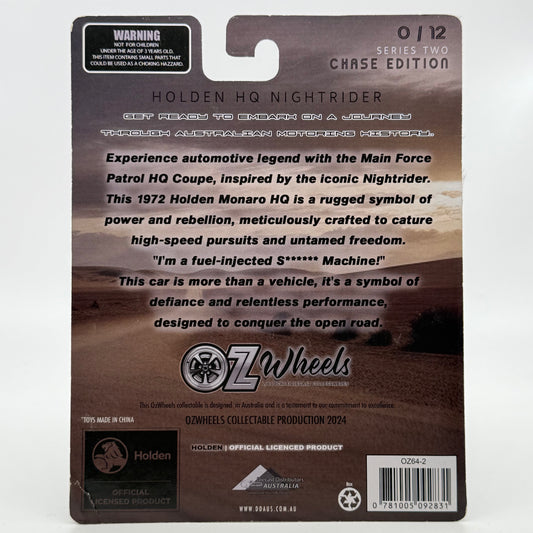 WARNING
NOT FOR CHILDREN
UNDER THE AGE OF 3 YEARS OLD.
THIS ITEM CONTAINS SMALL PARTS THAT
COULD BE USED AS A CHOKING HAZZARD.
0 / 12
SERIES TWO
CHASE EDITION
HOLDEN HQ NIGHTRIDER
GET READY TO EMBARK ON A JOURNEY
THROUGH AUSTRALIAN MOTORING HISTORY..
Experience automotive legend with the Main Force
Patrol HQ Coupe, inspired by the iconic Nightrider.
This 1972 Holden Monaro HQ is a rugged symbol of
power and rebellion, meticulously crafted to cature
high-speed pursuits and untamed freedom.
"I'm a fuel-injected S****** Machine!"
This car is more than a vehicle, it's a symbol of
defiance and relentless performance,
designed to conquer the open road.
OZ Wheels
This OzWheels collectable is designed, in Australia and is a testament to our commitment to excellence.
*TOYS MADE IN CHINA
OZWHEELS COLLECTABLE PRODUCTION 2024
Holden
OFFICIAL
LICENSED PRODUCT
HOLDEN | OFFICIAL LICENCED PRODUCT
Distributors
AUSTRALIA
WWW.DDAUS.COM.AU
Box
OZ64-2
0 781005 092831